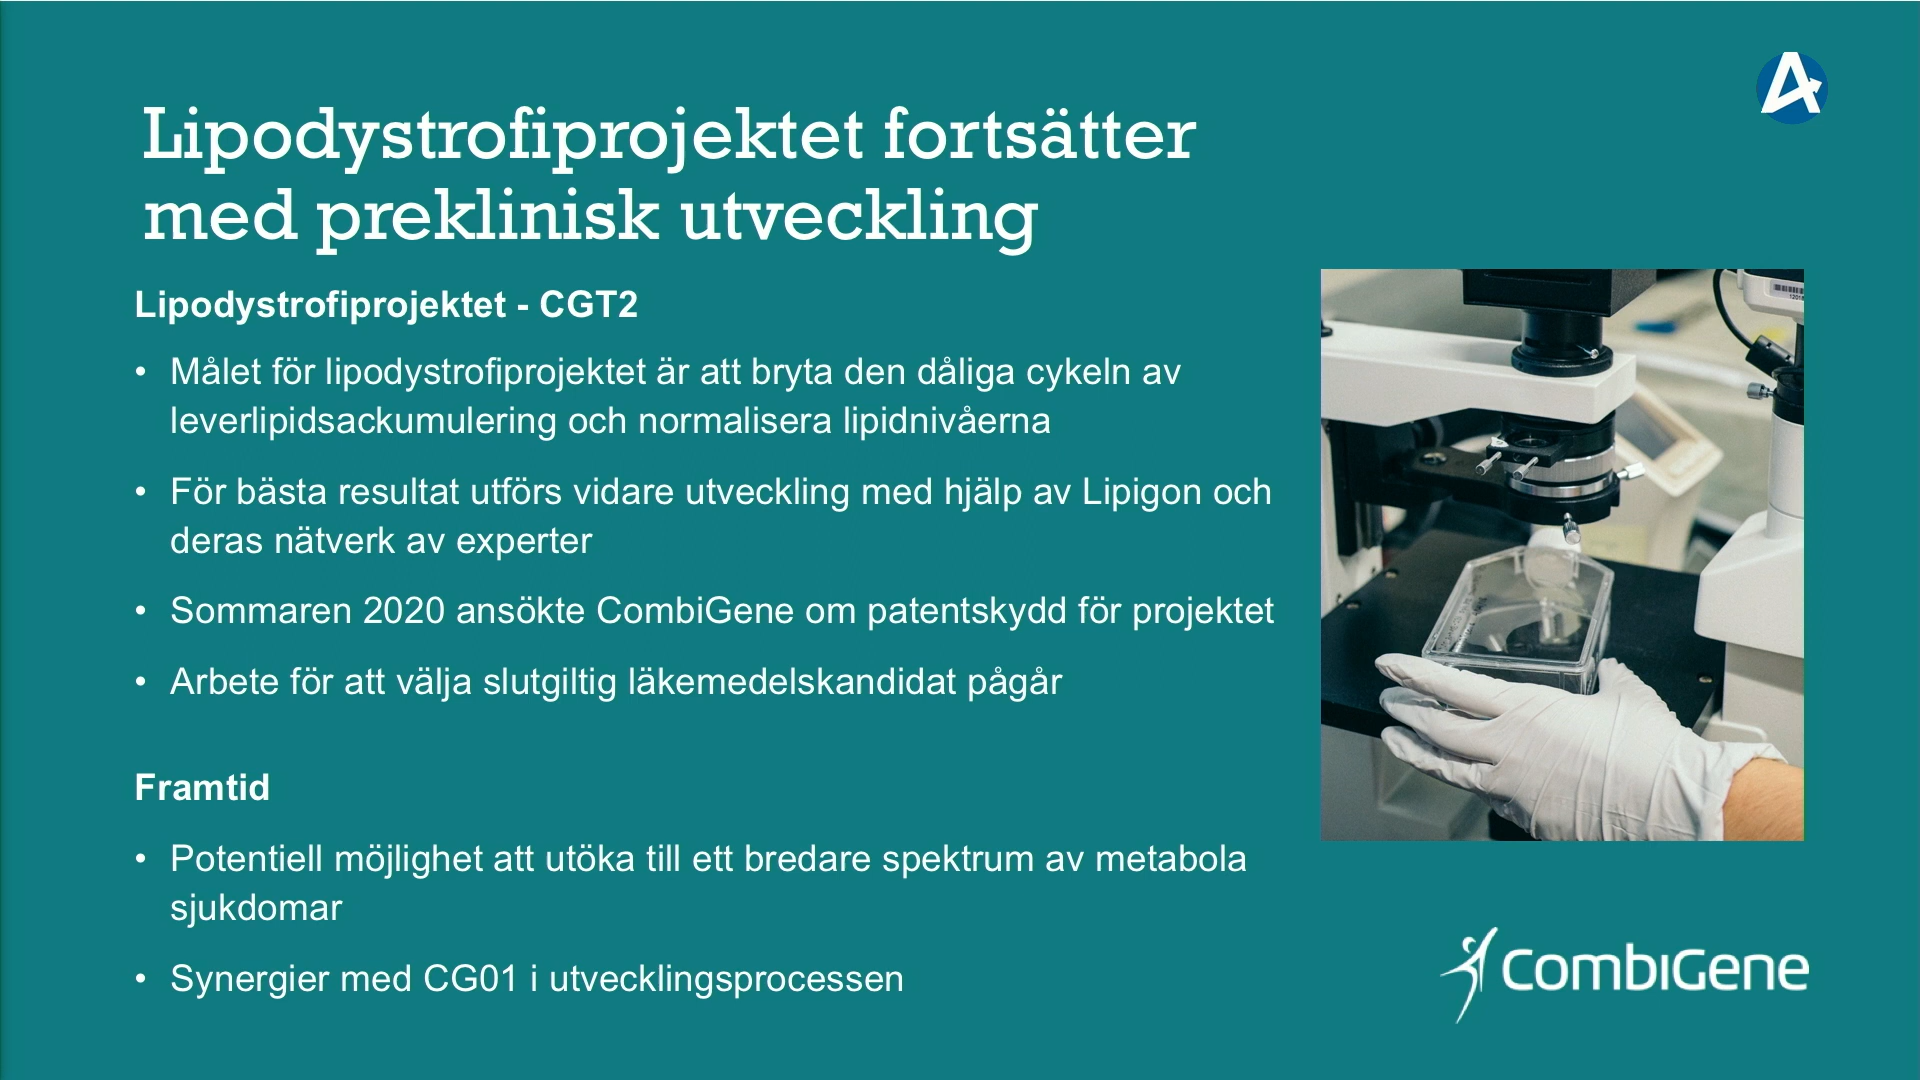 Lipodystrofiprojektet fortsätter
med preklinisk utveckling
Lipodystrofiprojektet - CGT2
• Målet för lipodystrofiprojektet är att bryta den dåliga cykeln av
leverlipidsackumulering och normalisera lipidnivåerna
• För bästa resultat utförs vidare utveckling med hjälp av Lipigon och
deras nätverk av experter
• Sommaren 2020 ansökte CombiGene om patentskydd för projektet
• Arbete för att välja slutgiltig läkemedelskandidat pågår
Framtid
• Potentiell möjlighet att utöka till ett bredare spektrum av metabola
sjukdomar
• Synergier med CG01 i utvecklingsprocessen
CombiGene